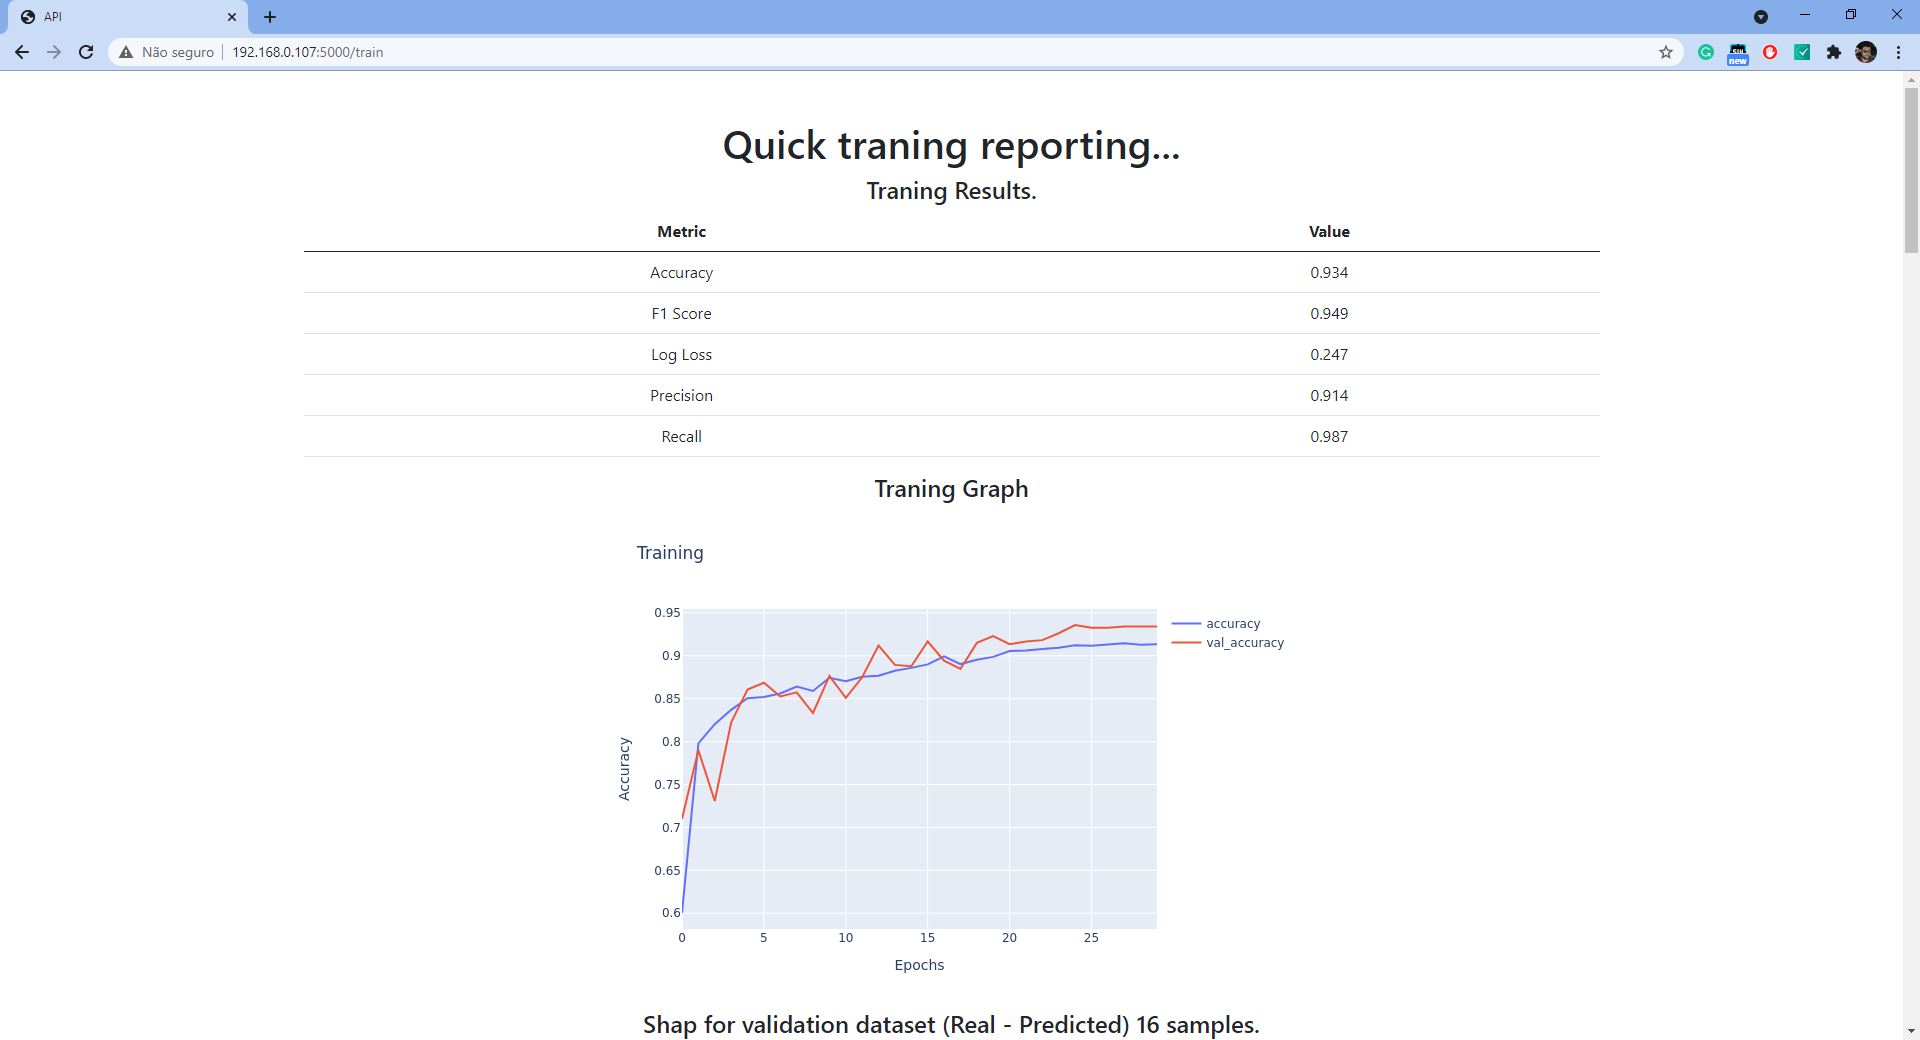 API
Não seguro
192.168.0.107:5000/train
new
Quick traning reporting...
Traning Results.
Metric Value
Accuracy 0.934
F1 Score 0.949
Log Loss 0.247
Precision 0.914
Recall 0.987
Traning Graph
Training
accuracy
val_accuracy
0.95
0.9
0.85
0.8
0.75
0.7
0.65
0.6
Accuracy
0 5 10 15 20 25
Epochs
Shap for validation dataset (Real - Predicted) 16 samples.